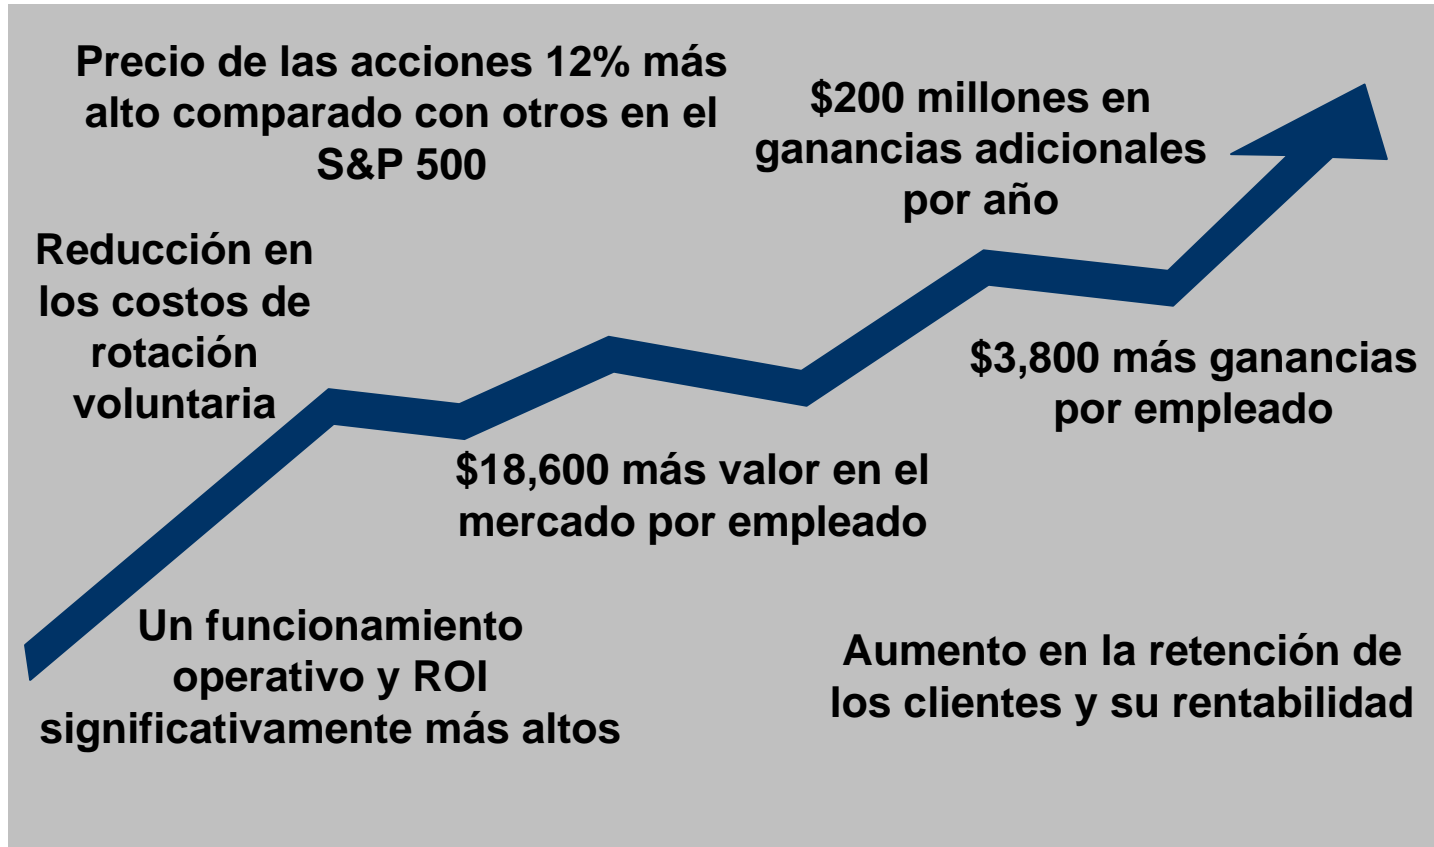 Precio de las acciones 12% más
alto comparado con otros en el
S&P 500
$200 millones en
ganancias adicionales
por año
Reducción en
los costos de
rotación
voluntaria
$3,800 más ganancias
por empleado
$18,600 más valor en el
mercado por empleado
Un funcionamiento
operativo y ROI
significativamente más altos
Aumento en la retención de
los clientes y su rentabilidad